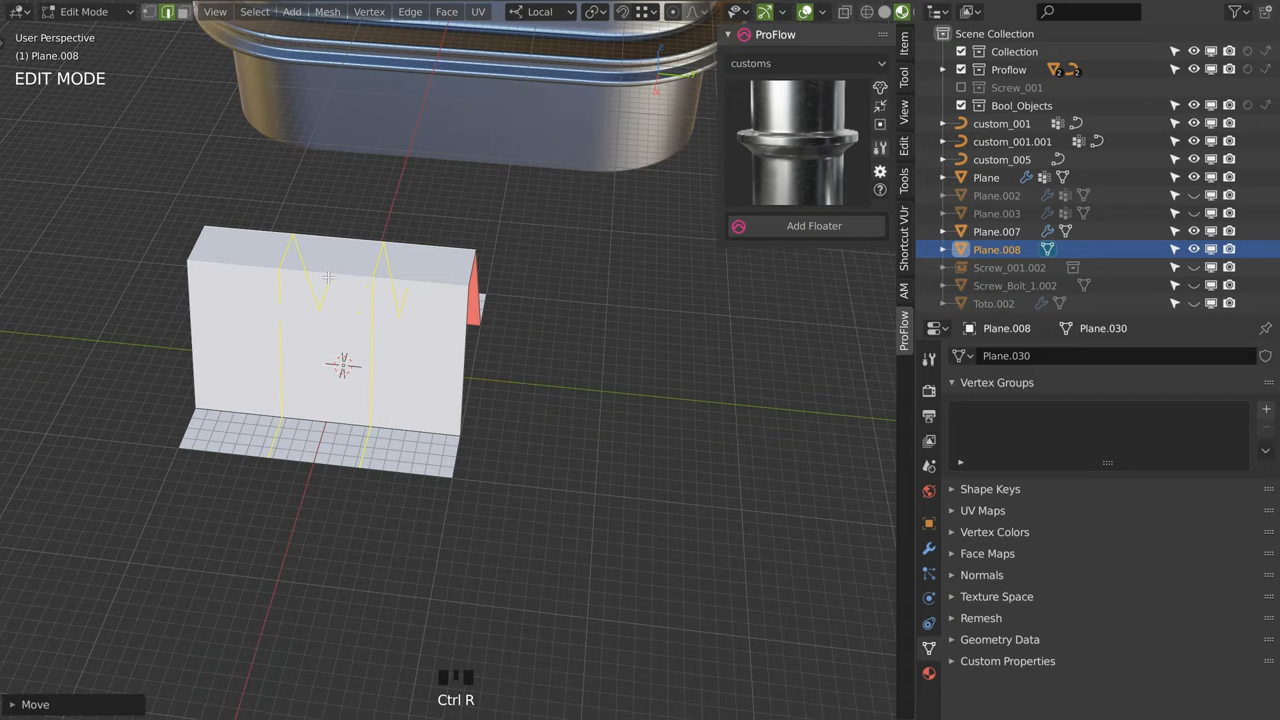 Edit Mode
View
Select
Add
Mesh
Vertex
Edge
Face
UV
Local
User Perspective
(1) Plane.008
EDIT MODE
ProFlow
customs
Add Floater
Item
Tool
View
Edit
Tools
Shortcut VUr
AM
ProFlow
Scene Collection
Collection
Proflow
2
2
Screw_001
Bool_Objects
custom_001
custom_001.001
custom_005
Plane
Plane.002
Plane.003
Plane.007
Plane.008
Screw_001.002
Screw_Bolt_1.002
Toto.002
Plane.008
Plane.030
Plane.030
Vertex Groups
Shape Keys
UV Maps
Vertex Colors
Face Maps
Normals
Texture Space
Remesh
Geometry Data
Custom Properties
Ctrl R
Move